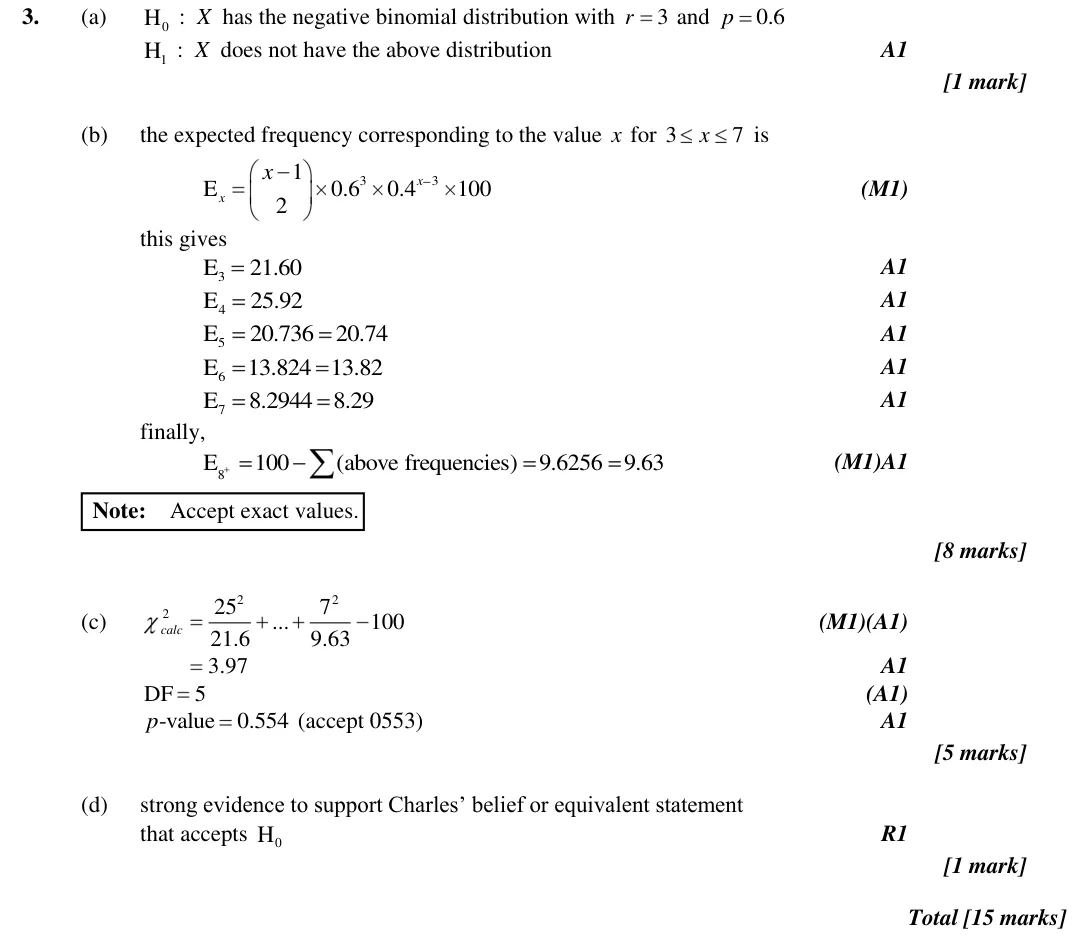 3. (a) H₀ : X has the negative binomial distribution with r = 3 and p = 0.6
H₁ : X does not have the above distribution A1
[1 mark]
(b) the expected frequency corresponding to the value x for 3 ≤ x ≤ 7 is
Eₓ = (x − 1 2) × 0.6³ × 0.4ˣ⁻³ × 100 (M1)
this gives
E₃ = 21.60 A1
E₄ = 25.92 A1
E₅ = 20.736 = 20.74 A1
E₆ = 13.824 = 13.82 A1
E₇ = 8.2944 = 8.29 A1
finally,
E₈₊ = 100 − ∑(above frequencies) = 9.6256 = 9.63 (M1)A1
Note: Accept exact values.
[8 marks]
(c) χ²calc = 25²/21.6 + ... + 7²/9.63 − 100 (M1)(A1)
= 3.97 A1
DF = 5 (A1)
p-value = 0.554 (accept 0553) A1
[5 marks]
(d) strong evidence to support Charles’ belief or equivalent statement
that accepts H₀ R1
[1 mark]
Total [15 marks]